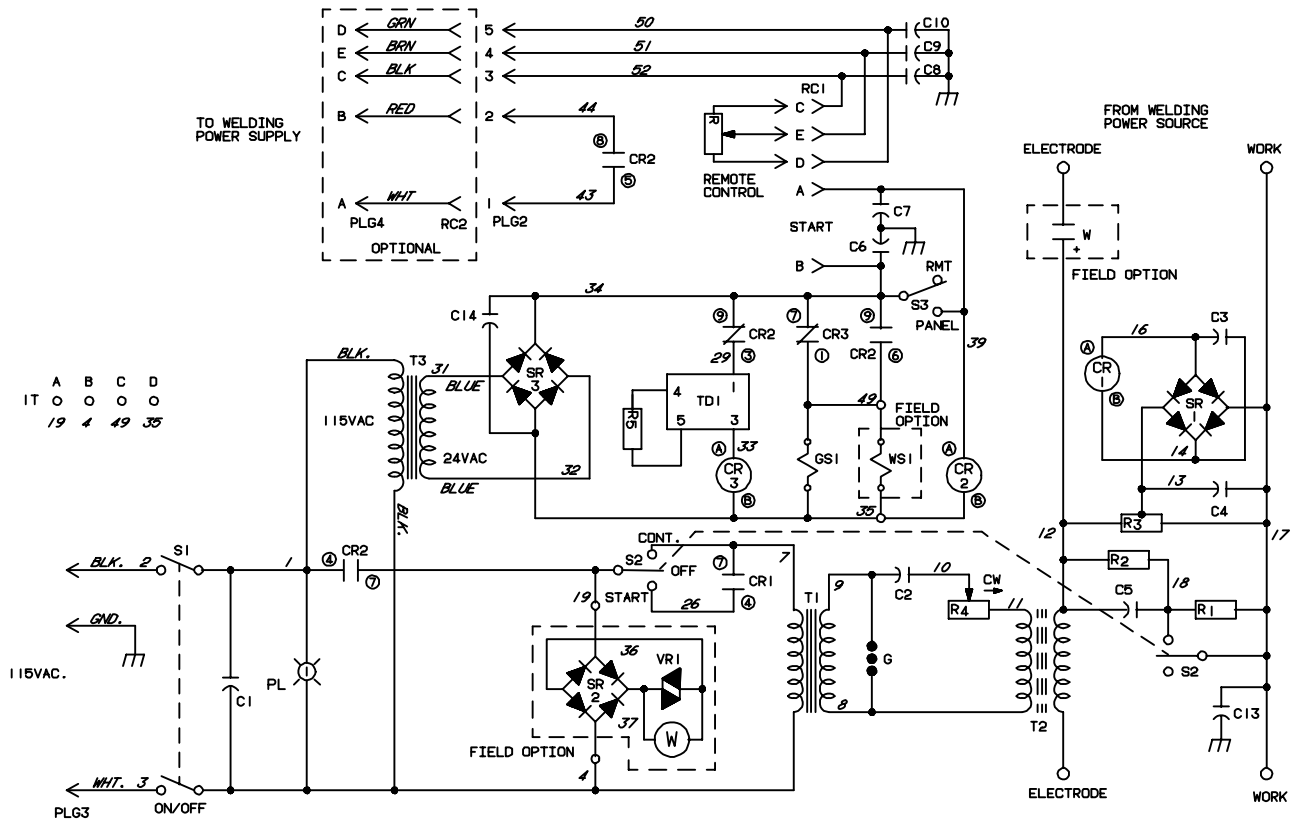 D GRN 5 50 C10
E BRN 4 51 C9
C BLK 3 52 C8
RC1
C
R
E
D
B RED 2 44
TO WELDING
POWER SUPPLY
8
CR2
5
REMOTE
CONTROL
A WHT 1 43
PLG4 RC2 PLG2
OPTIONAL
A
C7
START
C6
B
RMT
S3
PANEL
39
FROM WELDING
POWER SOURCE
ELECTRODE WORK
W
+
FIELD OPTION
34
C14
9 CR2 3
7 CR3 1
9 CR2 6
29
16 C3
A
CR
1
B
SR
1
14
13 C4
BLK. T3 31
BLUE
SR
3
4 1
TD1
5 3
R5
33
A
CR
3
B
49
FIELD
OPTION
GS1
WS1
35
A
CR
2
B
A B C D
1T
19 4 49 35
115VAC
24VAC
32
BLUE
BLK.
12 R3 17
R2
18
C5 R1
S2
C13
BLK. 2 S1 1 4 CR2 7
CONT.
S2 OFF
START
19
26
7
CR1
4
7
T1
9
C2 10 CW
R4 11
G
8
T2
GND.
115VAC.
C1
PL
1
36
VR1
SR
2
37
W
FIELD OPTION
4
WHT. 3
PLG3 ON/OFF
ELECTRODE WORK